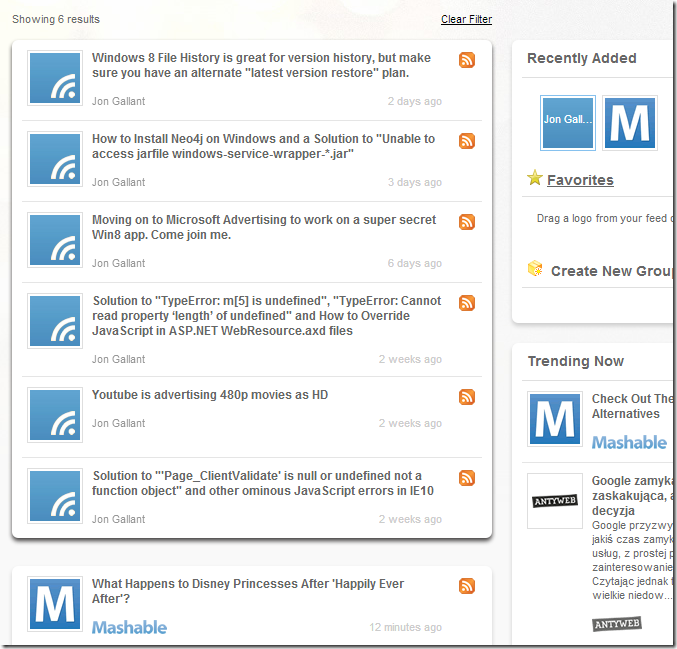 Showing 6 results
Clear Filter
Windows 8 File History is great for version history, but make
sure you have an alternate "latest version restore" plan.
Jon Gallant
2 days ago
How to Install Neo4j on Windows and a Solution to "Unable to
access jarfile windows-service-wrapper-*.jar"
Jon Gallant
3 days ago
Moving on to Microsoft Advertising to work on a super secret
Win8 app. Come join me.
Jon Gallant
6 days ago
Solution to "TypeError: m[5] is undefined", "TypeError: Cannot
read property ‘length’ of undefined" and How to Override
JavaScript in ASP.NET WebResource.axd files
Jon Gallant
2 weeks ago
Youtube is advertising 480p movies as HD
Jon Gallant
2 weeks ago
Solution to "'Page_ClientValidate' is null or undefined not a
function object" and other ominous JavaScript errors in IE10
Jon Gallant
2 weeks ago
M
What Happens to Disney Princesses After 'Happily Ever
After'?
Mashable
12 minutes ago
Recently Added
Jon Gall...
M
Favorites
Drag a logo from your feed
Create New Grou
Trending Now
M
Check Out The
Alternatives
Mashable
ANTYWEB
Google zamyka
zaskakująca, a
decyzja
Google przyzwy
jakiś czas zamyk
usług, z prostej p
zainteresowanie
Czytając jednak t
wielkie niedow...
ANTYWEB